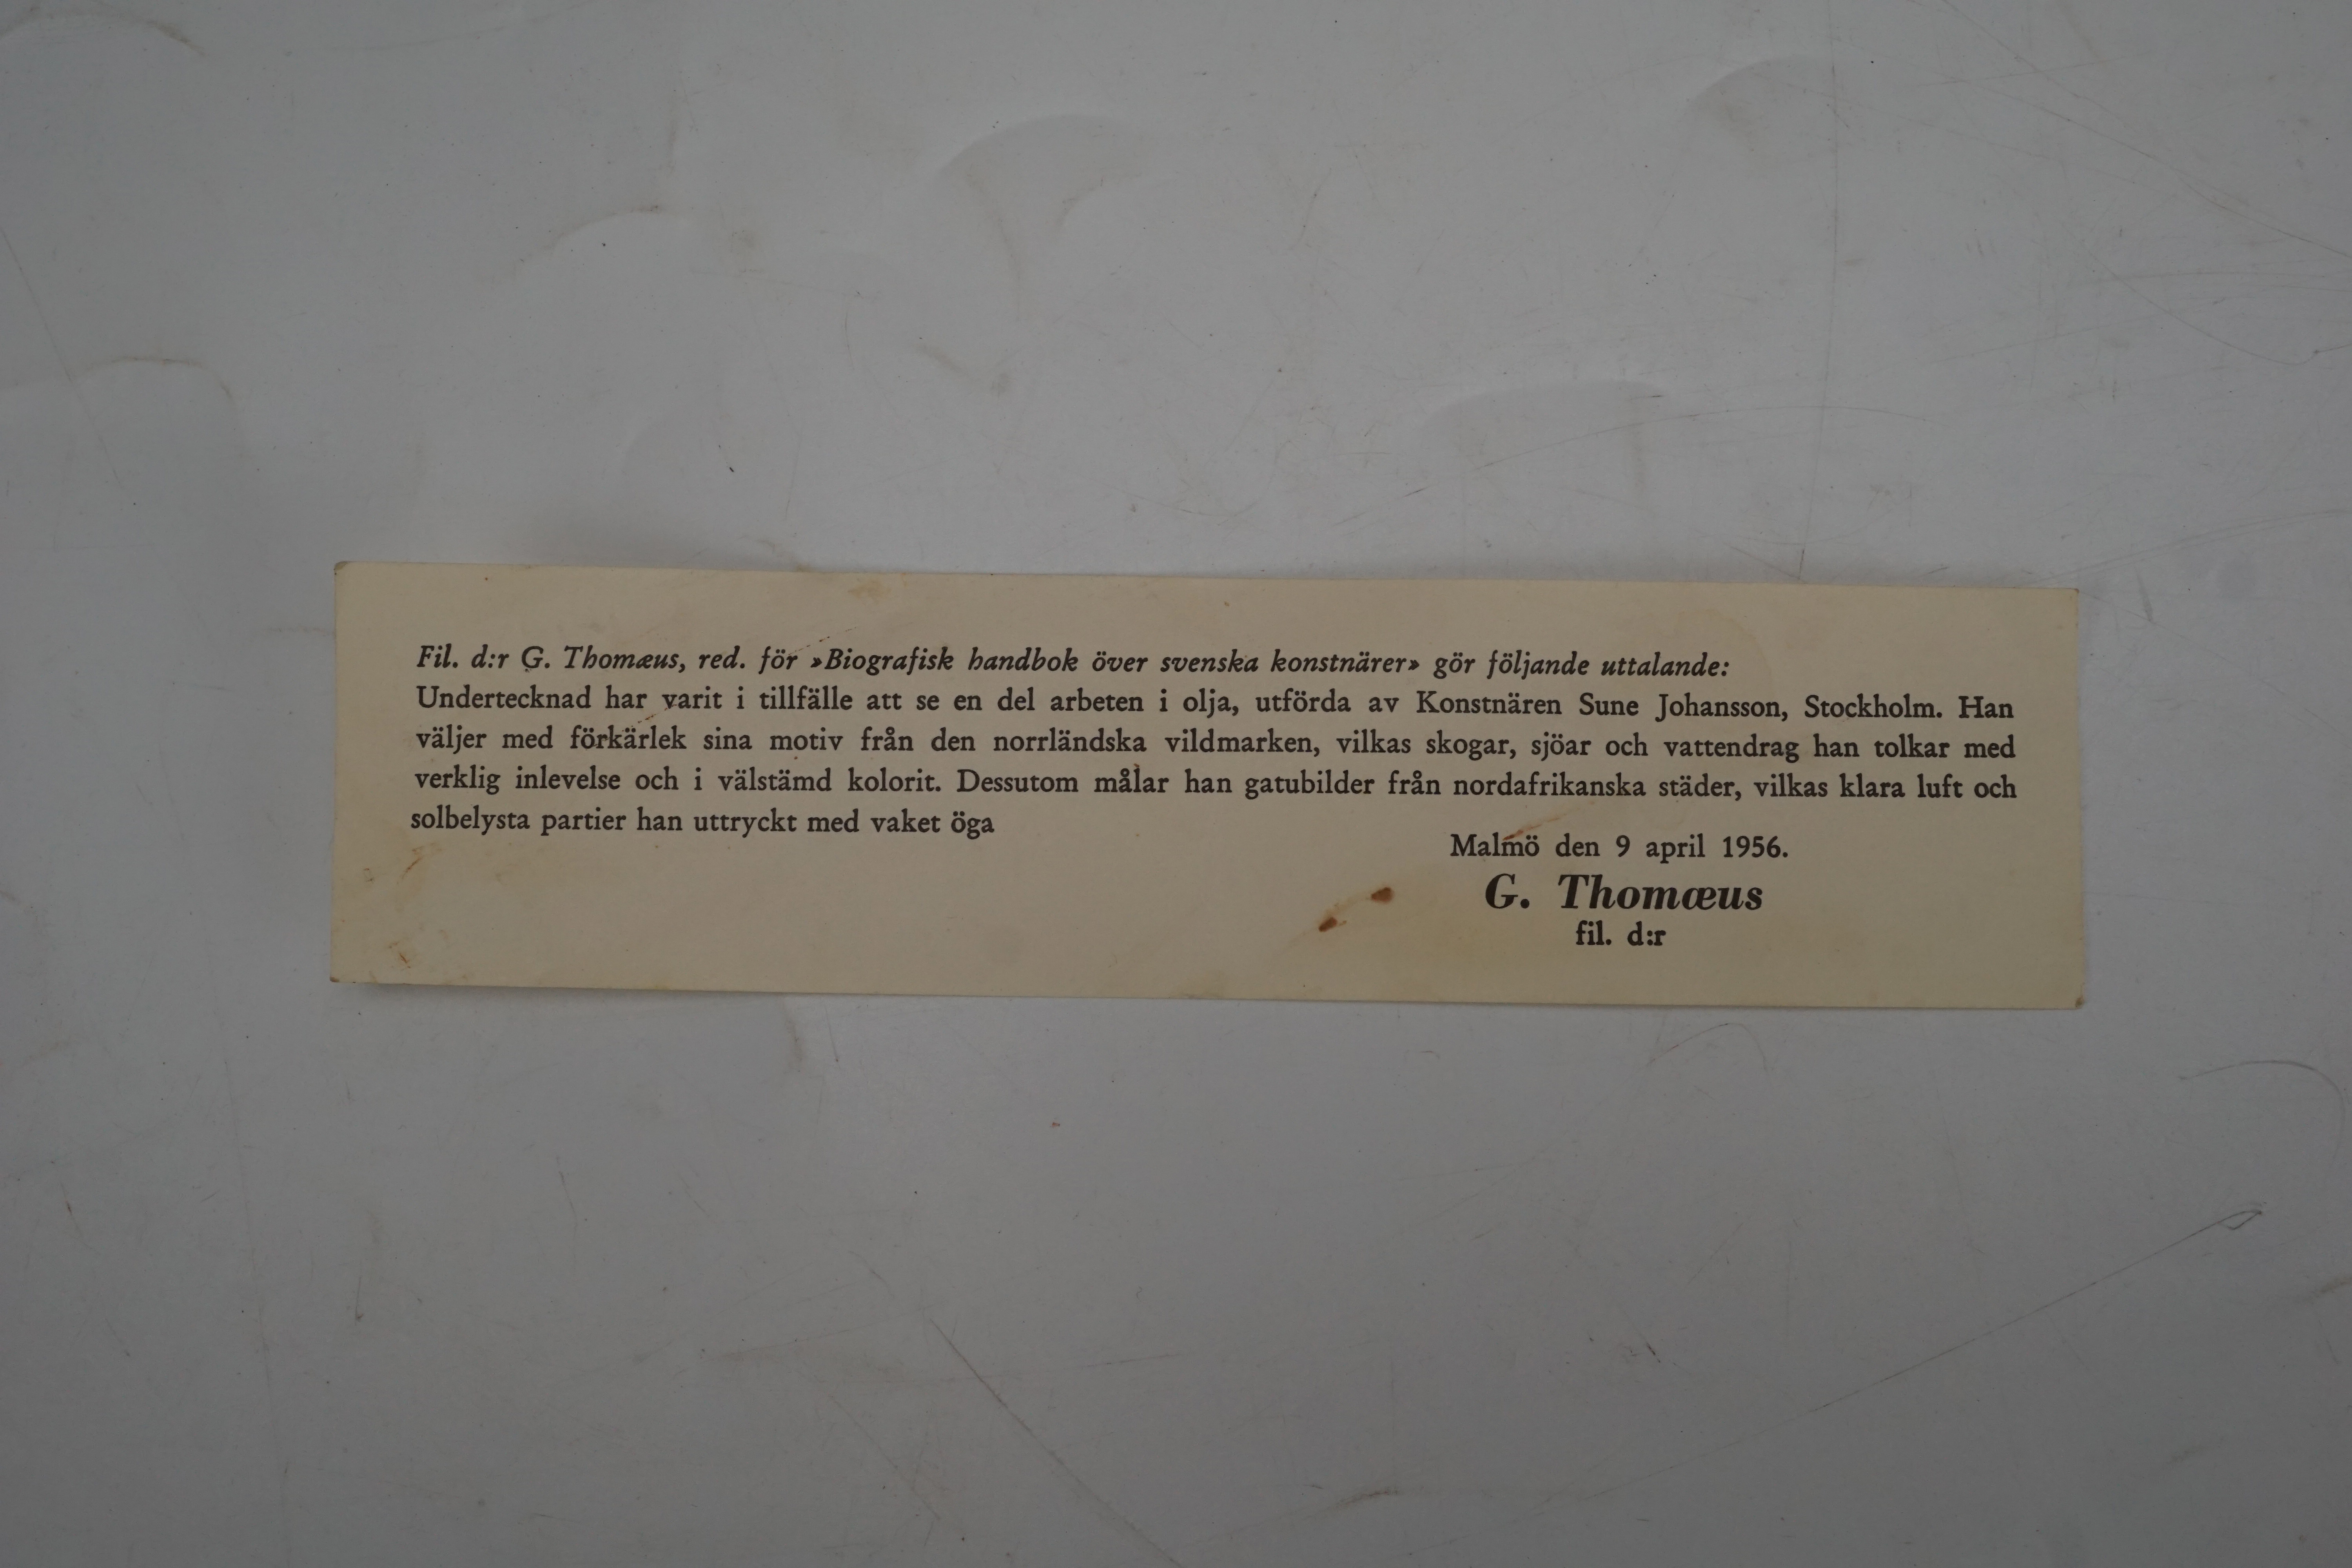 Fil. d:r G. Thomæus, red. för »Biografisk handbok över svenska konstnärer» gör följande uttalande:
Undertecknad har varit i tillfälle att se en del arbeten i olja, utförda av Konstnären Sune Johansson, Stockholm. Han
väljer med förkärlek sina motiv från den norrländska vildmarken, vilkas skogar, sjöar och vattendrag han tolkar med
verklig inlevelse och i välstämd kolorit. Dessutom målar han gatubilder från nordafrikanska städer, vilkas klara luft och
solbelysta partier han uttryckt med vaket öga
Malmö den 9 april 1956.
G. Thomæus
fil. d:r